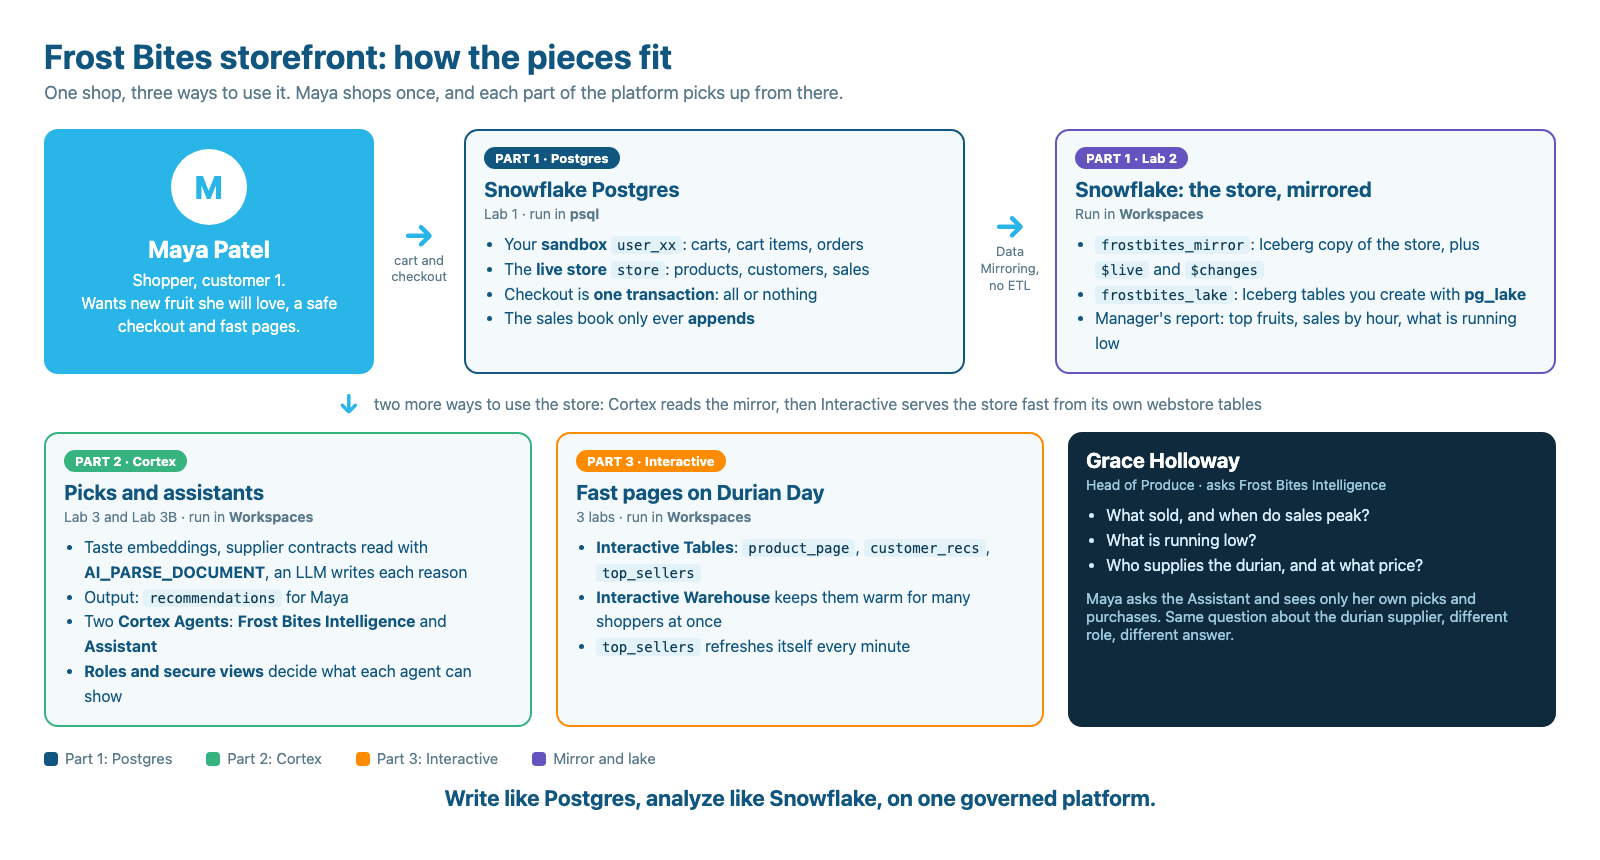 Frost Bites storefront: how the pieces fit
One shop, three ways to use it. Maya shops once, and each part of the platform picks up from there.
M
Maya Patel
Shopper, customer 1.
Wants new fruit she will love, a safe
checkout and fast pages.
cart and
checkout
PART 1 · Postgres
Snowflake Postgres
Lab 1 · run in psql
• Your sandbox user_xx : carts, cart items, orders
• The live store store : products, customers, sales
• Checkout is one transaction: all or nothing
• The sales book only ever appends
Data
Mirroring,
no ETL
PART 1 · Lab 2
Snowflake: the store, mirrored
Run in Workspaces
• frostbites_mirror : Iceberg copy of the store, plus
$live and $changes
• frostbites_lake : Iceberg tables you create with pg_lake
• Manager's report: top fruits, sales by hour, what is running
low
two more ways to use the store: Cortex reads the mirror, then Interactive serves the store fast from its own webstore tables
PART 2 · Cortex
Picks and assistants
Lab 3 and Lab 3B · run in Workspaces
• Taste embeddings, supplier contracts read with
AI_PARSE_DOCUMENT, an LLM writes each reason
• Output: recommendations for Maya
• Two Cortex Agents: Frost Bites Intelligence and
Assistant
• Roles and secure views decide what each agent can
show
PART 3 · Interactive
Fast pages on Durian Day
3 labs · run in Workspaces
• Interactive Tables: product_page , customer_recs ,
top_sellers
• Interactive Warehouse keeps them warm for many
shoppers at once
• top_sellers refreshes itself every minute
Grace Holloway
Head of Produce · asks Frost Bites Intelligence
• What sold, and when do sales peak?
• What is running low?
• Who supplies the durian, and at what price?
Maya asks the Assistant and sees only her own picks and
purchases. Same question about the durian supplier, different
role, different answer.
Part 1: Postgres
Part 2: Cortex
Part 3: Interactive
Mirror and lake
Write like Postgres, analyze like Snowflake, on one governed platform.